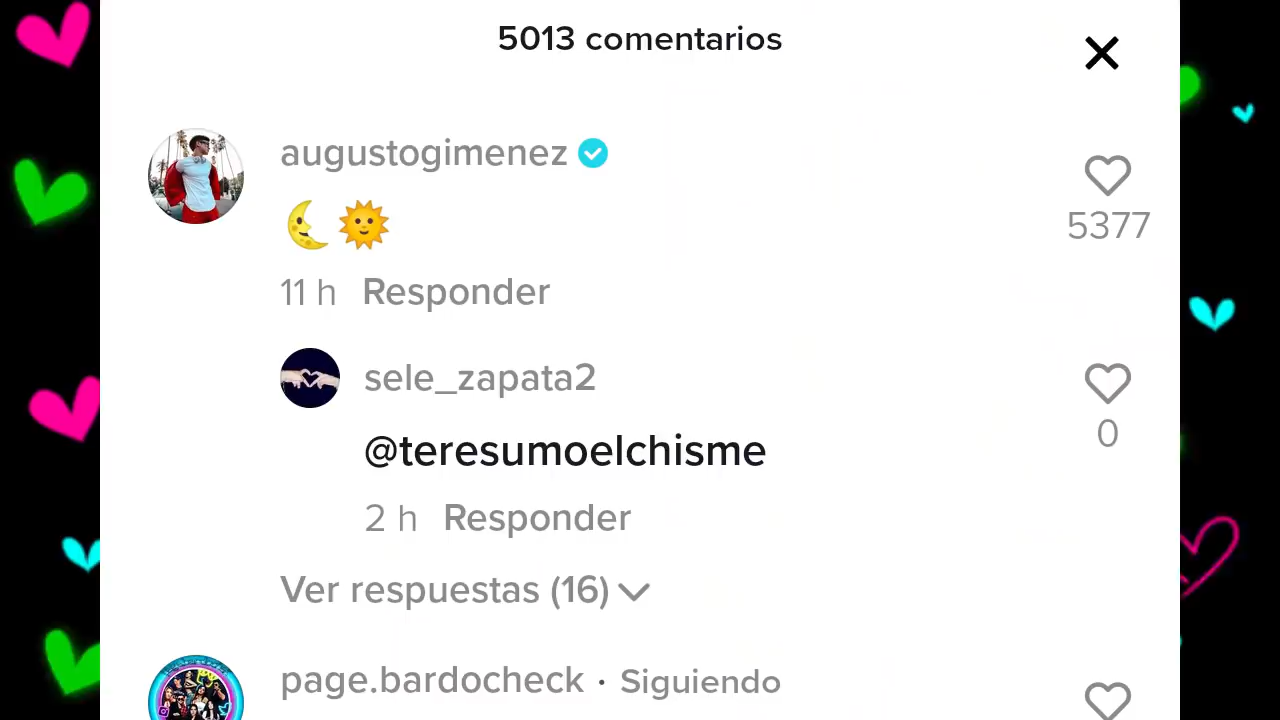 5013 comentarios
augustogimenez
5377
11 h Responder
sele_zapata2
@teresumoelchisme
0
2 h Responder
Ver respuestas (16)
page.bardocheck · Siguiendo